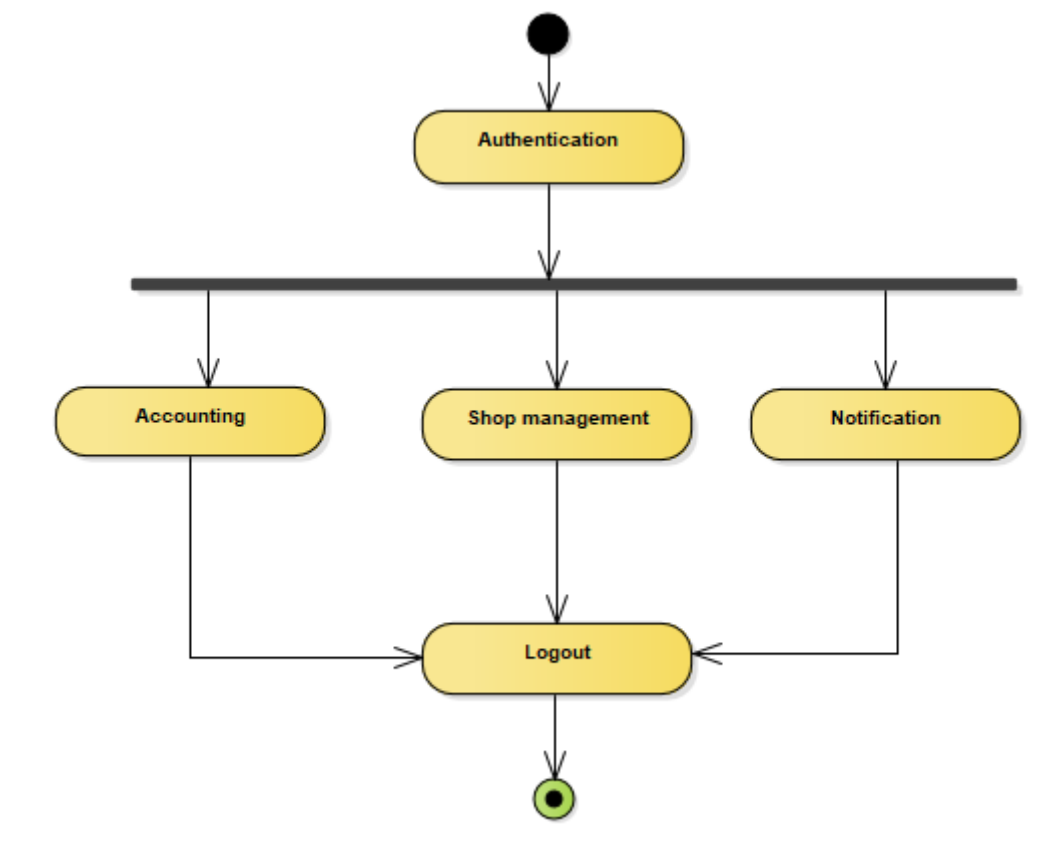 Authentication
Accounting
Shop management
Notification
Logout